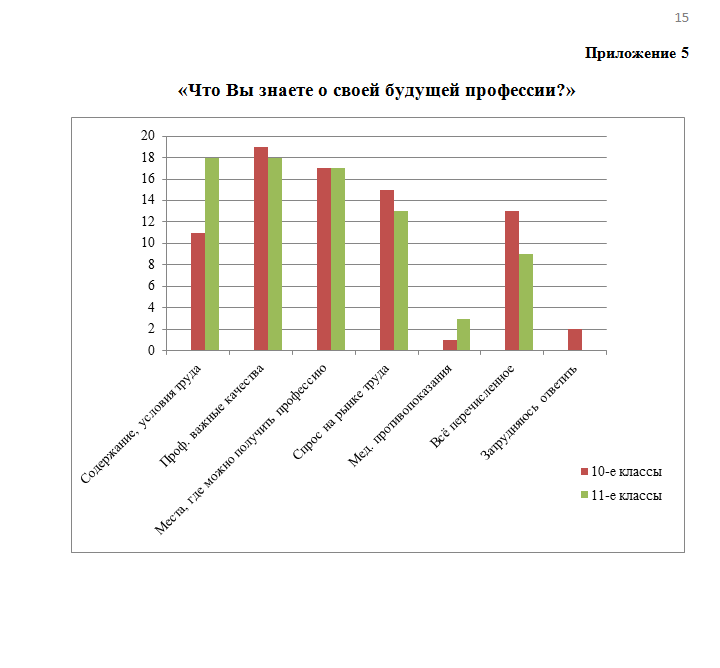 15
Приложение 5
«Что Вы знаете о своей будущей профессии?»
20
18
16
14
12
10
8
6
4
2
0
Содержание, условия труда
Проф. важные качества
Места, где можно получить профессию
Спрос на рынке труда
Мед. противопоказания
Всё перечисленное
Затрудняюсь ответить
10-е классы
11-е классы